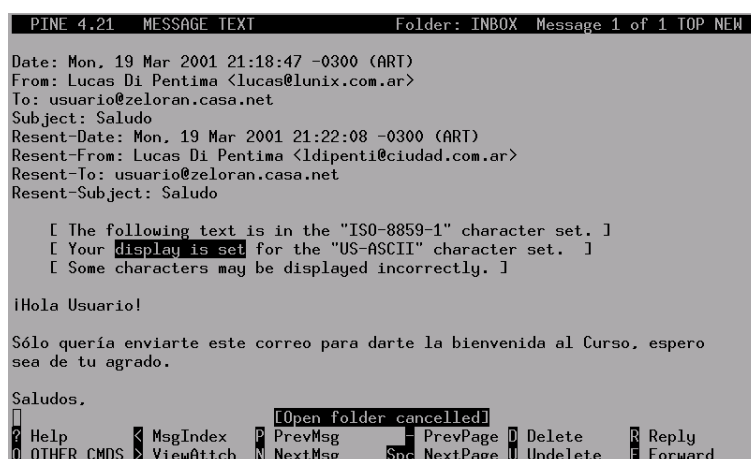 PINE 4.21 MESSAGE TEXT Folder: INBOX Message 1 of 1 TOP NEW
Date: Mon, 19 Mar 2001 21:18:47 -0300 (ART)
From: Lucas Di Pentima <lucas@lunix.com.ar>
To: usuario@zeloran.casa.net
Subject: Saludo
Resent-Date: Mon, 19 Mar 2001 21:22:08 -0300 (ART)
Resent-From: Lucas Di Pentima <ldipenti@ciudad.com.ar>
Resent-To: usuario@zeloran.casa.net
Resent-Subject: Saludo
[ The following text is in the "ISO-8859-1" character set. ]
[ Your display is set for the "US-ASCII" character set. ]
[ Some characters may be displayed incorrectly. ]
¡Hola Usuario!
Sólo quería enviarte este correo para darte la bienvenida al Curso, espero
sea de tu agrado.
Saludos,
[Open folder cancelled]
? Help < MsgIndex P PrevMsg - PrevPage D Delete R Reply
O OTHER CMDS > ViewAttch N NextMsg Spc NextPage U Undelete F Forward